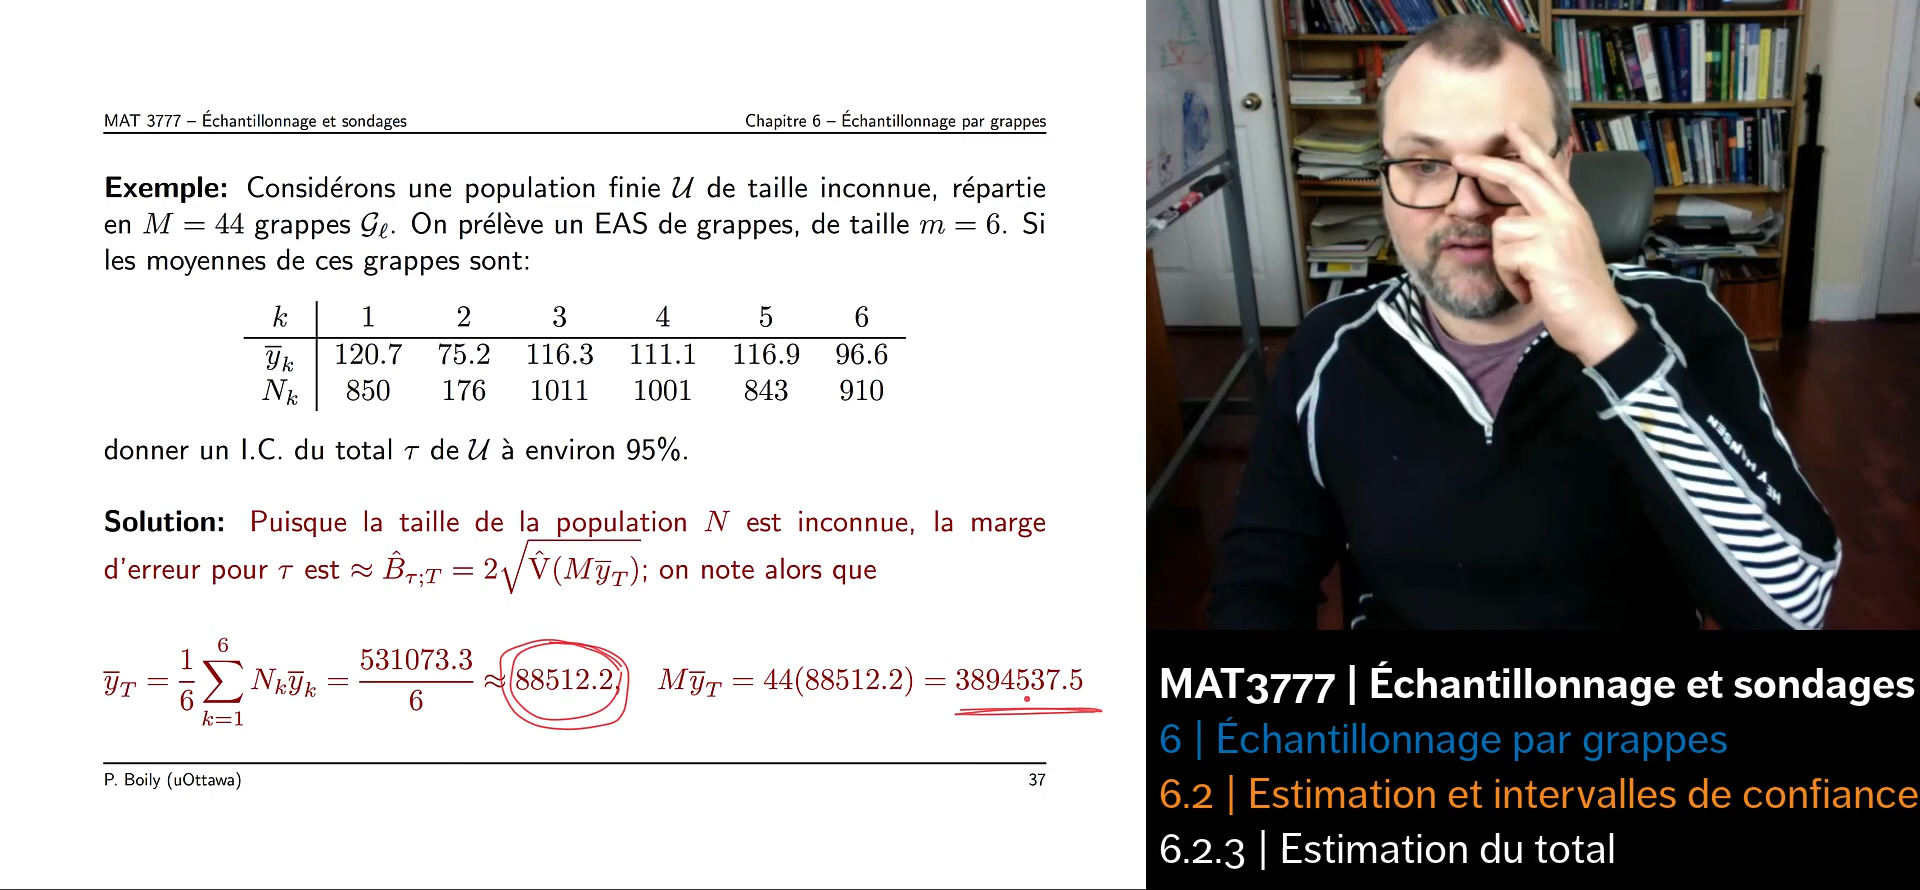 MAT 3777 – Échantillonnage et sondages
Chapitre 6 – Échantillonnage par grappes
Exemple: Considérons une population finie 𝒰 de taille inconnue, répartie
en M = 44 grappes 𝒢ℓ. On prélève un EAS de grappes, de taille m = 6. Si
les moyennes de ces grappes sont:
k 1 2 3 4 5 6
y̅k 120.7 75.2 116.3 111.1 116.9 96.6
Nk 850 176 1011 1001 843 910
donner un I.C. du total τ de 𝒰 à environ 95%.
Solution: Puisque la taille de la population N est inconnue, la marge
d'erreur pour τ est ≈ B̂τ;T = 2√V̂(My̅T); on note alors que
y̅T = 1/6 ∑(k=1 à 6) Nk y̅k = 531073.3/6 ≈ 88512.2, My̅T = 44(88512.2) = 3894537.5
P. Boily (uOttawa)
37
HELLY HANSEN
MAT3777 | Échantillonnage et sondages
6 | Échantillonnage par grappes
6.2 | Estimation et intervalles de confiance
6.2.3 | Estimation du total